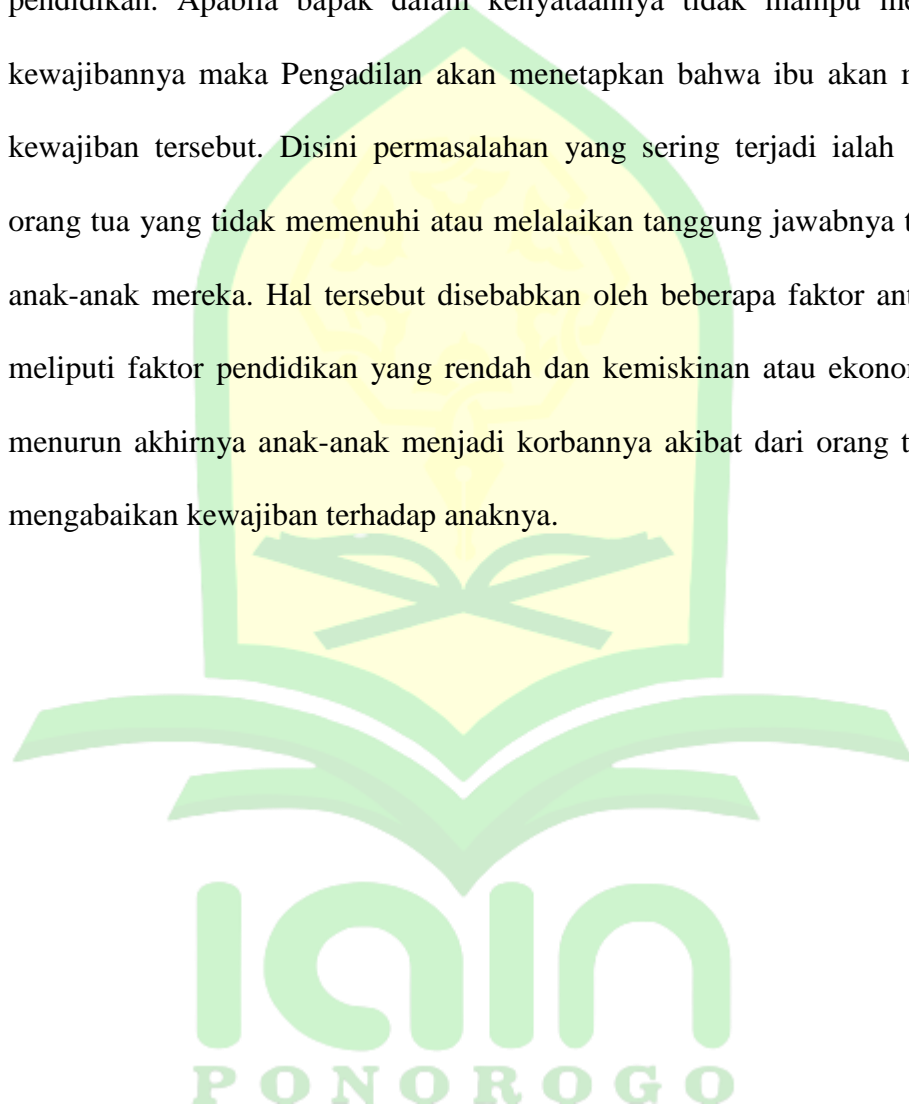 pendidikan. Apabila bapak dalam kenyataannya tidak mampu me
kewajibannya maka Pengadilan akan menetapkan bahwa ibu akan
kewajiban tersebut. Disini permasalahan yang sering terjadi ialah
orang tua yang tidak memenuhi atau melalaikan tanggung jawabnya t
anak-anak mereka. Hal tersebut disebabkan oleh beberapa faktor ant
meliputi faktor pendidikan yang rendah dan kemiskinan atau ekonor
menurun akhirnya anak-anak menjadi korbannya akibat dari orang t
mengabaikan kewajiban terhadap anaknya.
iain
PONOROGO